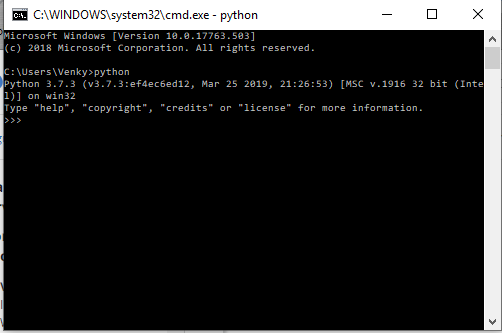 C:\WINDOWS\system32\cmd.exe - python
Microsoft Windows [Version 10.0.17763.503]
(c) 2018 Microsoft Corporation. All rights reserved.
C:\Users\Venky>python
Python 3.7.3 (v3.7.3:ef4ec6ed12, Mar 25 2019, 21:26:53) [MSC v.1916 32 bit (Inte
l)] on win32
Type "help", "copyright", "credits" or "license" for more information.
>>>